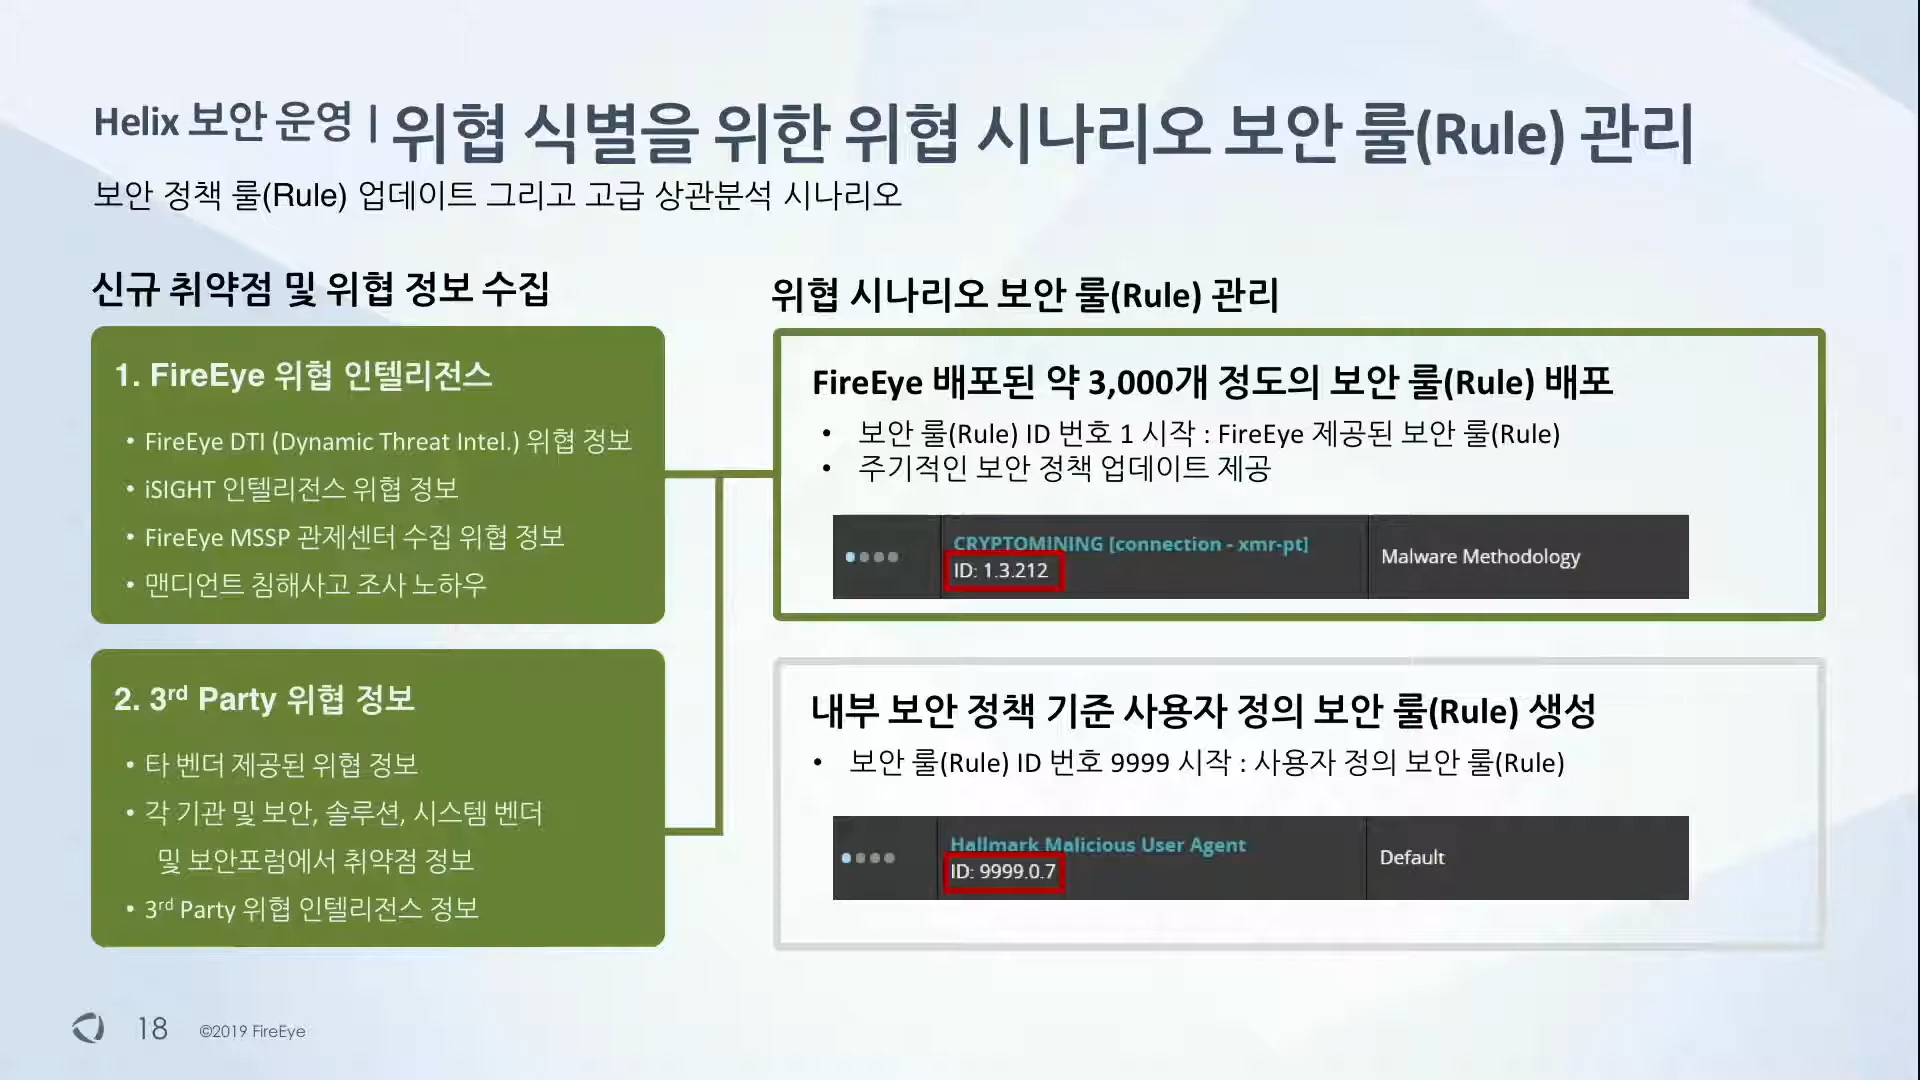 Helix 보안 운영 | 위협 식별을 위한 위협 시나리오 보안 룰(Rule) 관리
보안 정책 룰(Rule) 업데이트 그리고 고급 상관분석 시나리오
신규 취약점 및 위협 정보 수집
1. FireEye 위협 인텔리전스
• FireEye DTI (Dynamic Threat Intel.) 위협 정보
• iSIGHT 인텔리전스 위협 정보
• FireEye MSSP 관제센터 수집 위협 정보
• 맨디언트 침해사고 조사 노하우
2. 3rd Party 위협 정보
• 타 벤더 제공된 위협 정보
• 각 기관 및 보안, 솔루션, 시스템 벤더
및 보안포럼에서 취약점 정보
• 3rd Party 위협 인텔리전스 정보
위협 시나리오 보안 룰(Rule) 관리
FireEye 배포된 약 3,000개 정도의 보안 룰(Rule) 배포
• 보안 룰(Rule) ID 번호 1 시작 : FireEye 제공된 보안 룰(Rule)
• 주기적인 보안 정책 업데이트 제공
CRYPTOMINING [connection - xmr-pt]
ID: 1.3.212
Malware Methodology
내부 보안 정책 기준 사용자 정의 보안 룰(Rule) 생성
• 보안 룰(Rule) ID 번호 9999 시작 : 사용자 정의 보안 룰(Rule)
Hallmark Malicious User Agent
ID: 9999.0.7
Default
18
©2019 FireEye